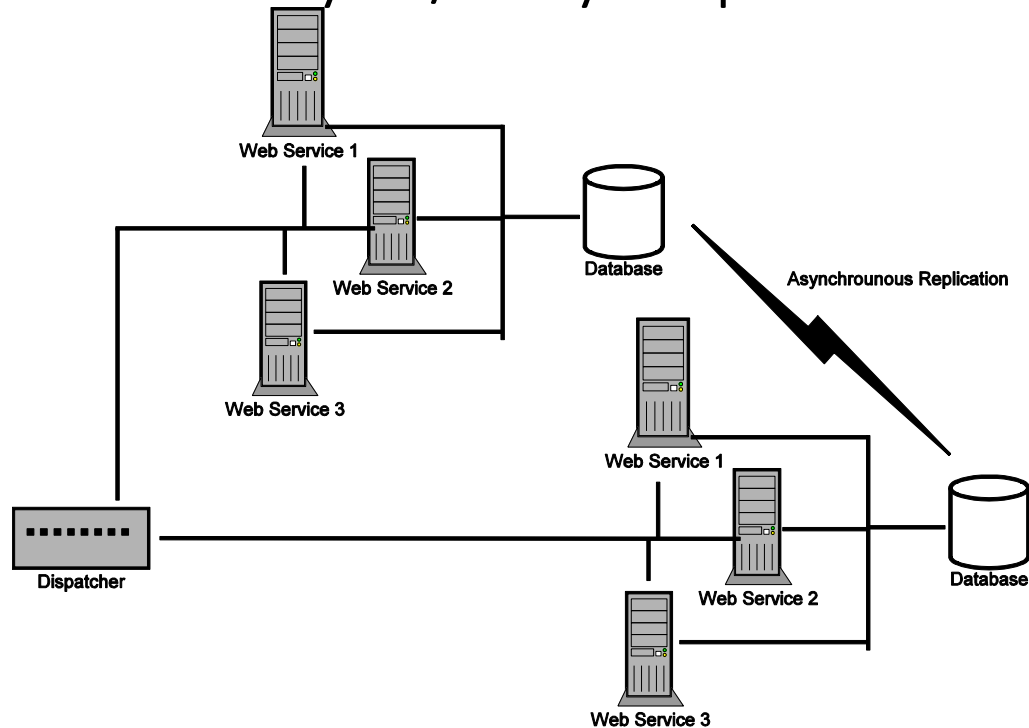 Web Service 1
Web Service 2
Database
Asynchrounous Replication
Web Service 3
Web Service 1
Dispatcher
Web Service 2
Database
Web Service 3